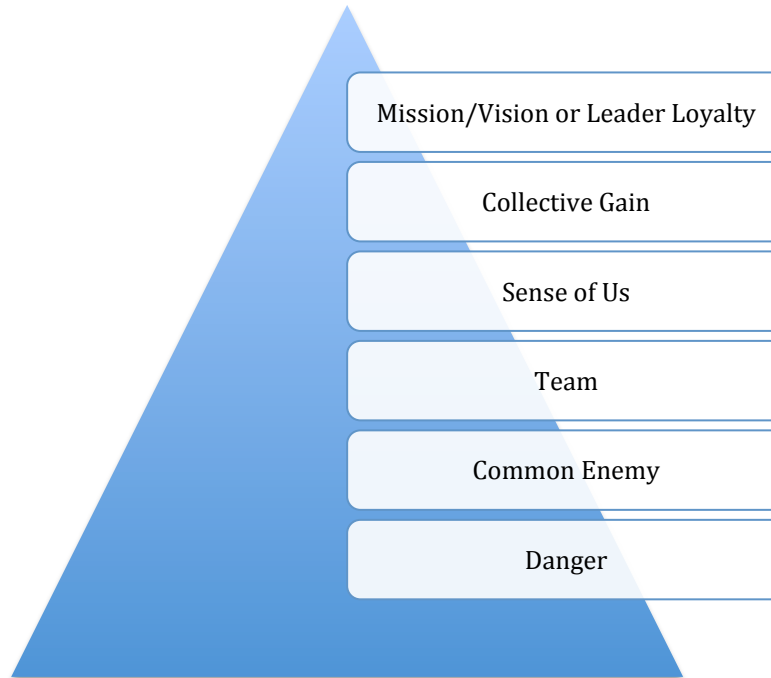 Mission/Vision or Leader Loyalty
Collective Gain
Sense of Us
Team
Common Enemy
Danger